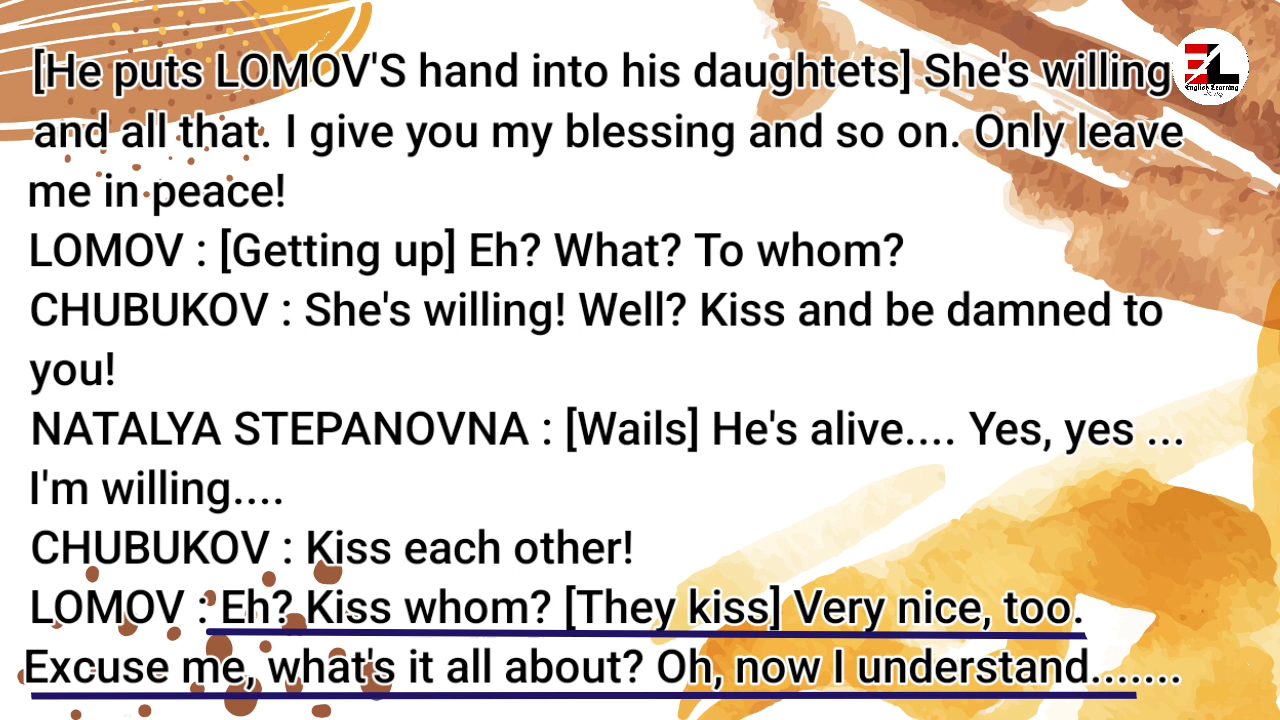 [He puts LOMOV'S hand into his daughtets] She's willing
and all that. I give you my blessing and so on. Only leave
me in peace!
LOMOV : [Getting up] Eh? What? To whom?
CHUBUKOV : She's willing! Well? Kiss and be damned to
you!
NATALYA STEPANOVNA : [Wails] He's alive.... Yes, yes ...
I'm willing....
CHUBUKOV : Kiss each other!
LOMOV : Eh? Kiss whom? [They kiss] Very nice, too.
Excuse me, what's it all about? Oh, now I understand.......
EL
English Learning